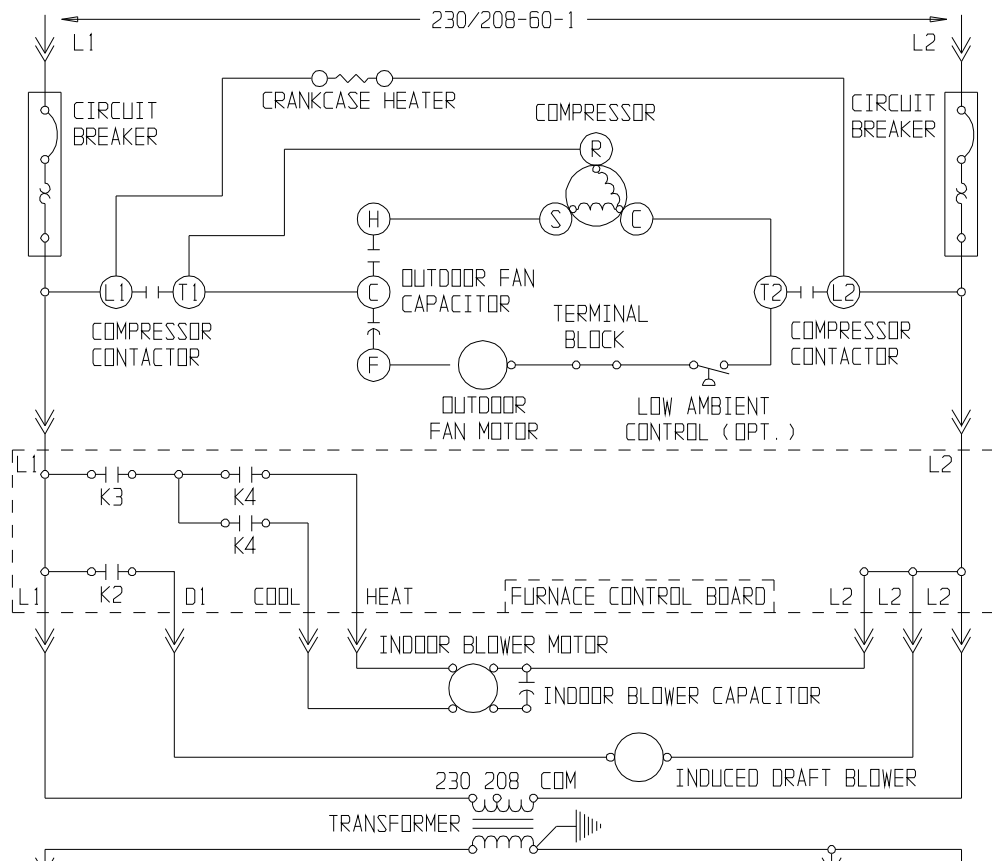 230/208-60-1
L1
L2
CIRCUIT
BREAKER
CRANKCASE HEATER
COMPRESSOR
CIRCUIT
BREAKER
R
H
S
C
L1
T1
C
OUTDOOR FAN
CAPACITOR
T2
L2
TERMINAL
BLOCK
COMPRESSOR
CONTACTOR
COMPRESSOR
CONTACTOR
F
OUTDOOR
FAN MOTOR
LOW AMBIENT
CONTROL (OPT.)
L1
L2
K3
K4
K4
L1
K2
D1
COOL
HEAT
FURNACE CONTROL BOARD
L2
L2
L2
INDOOR BLOWER MOTOR
INDOOR BLOWER CAPACITOR
INDUCED DRAFT BLOWER
230 208 COM
TRANSFORMER